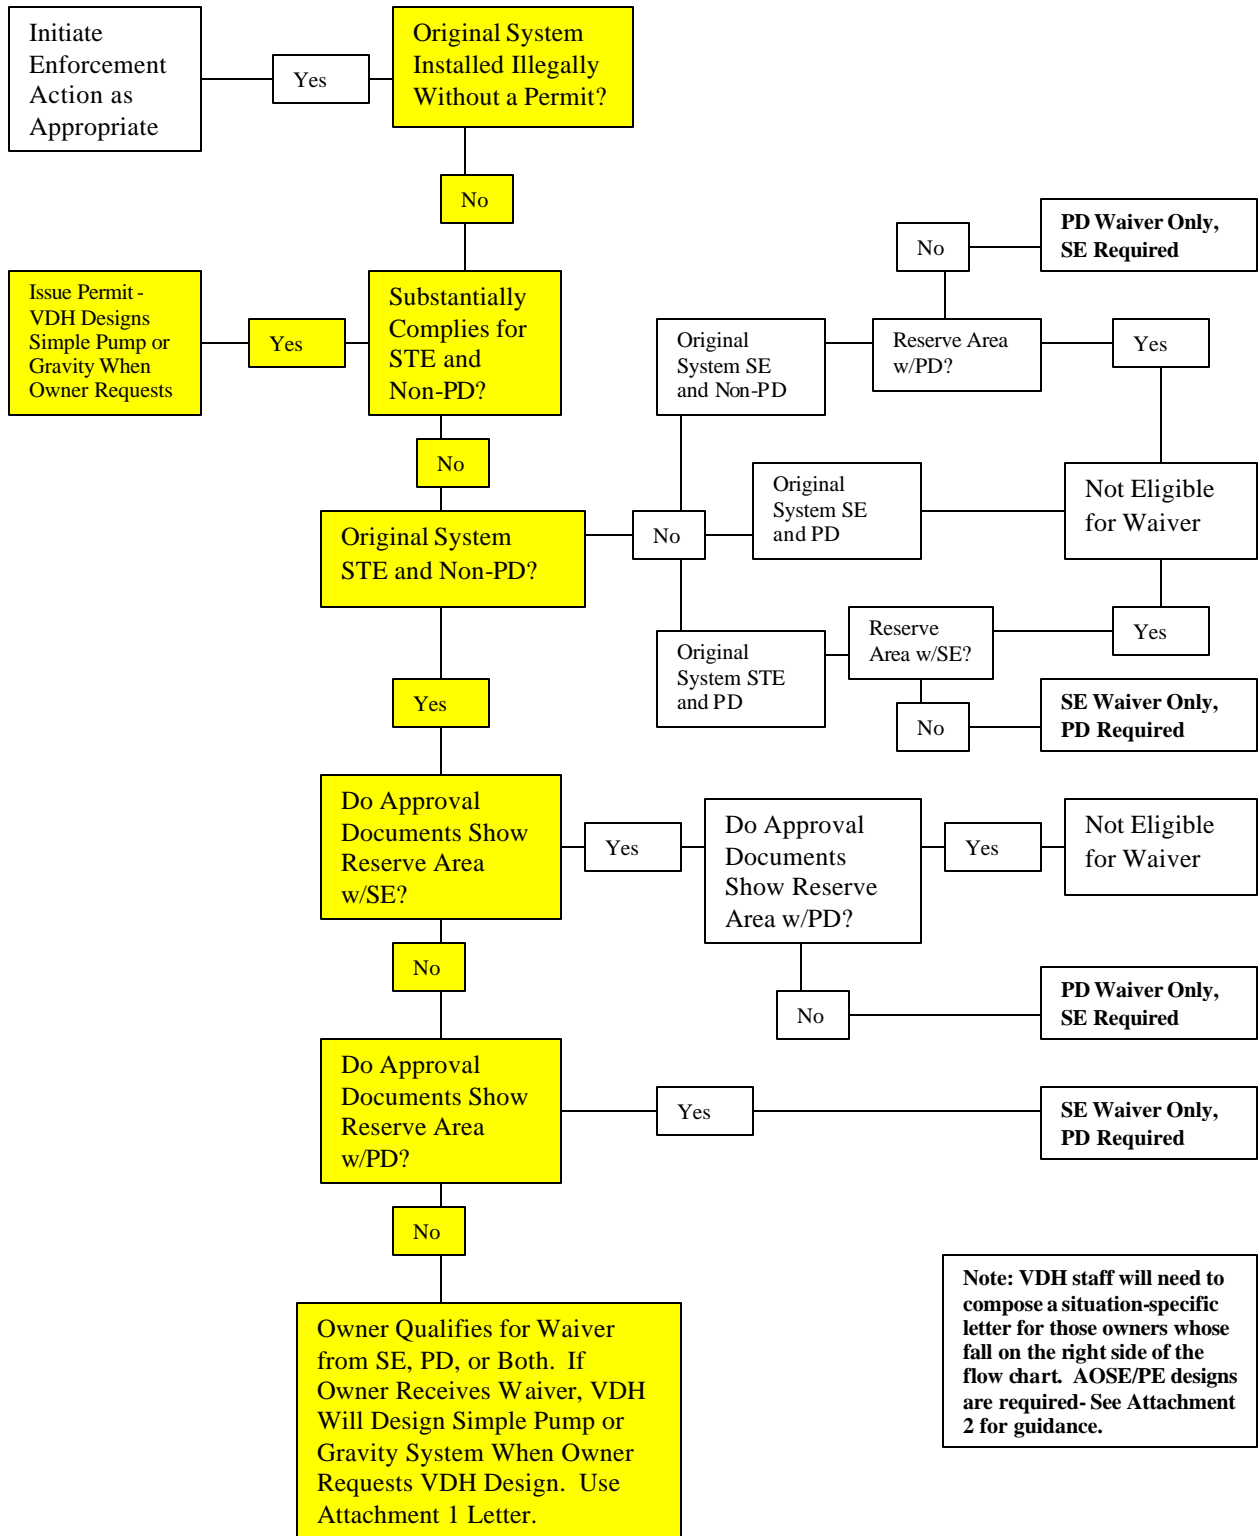 Initiate
Enforcement
Action as
Appropriate
Yes
Original System
Installed Illegally
Without a Permit?
No
Issue Permit -
VDH Designs
Simple Pump or
Gravity When
Owner Requests
Yes
Substantially
Complies for
STE and
Non-PD?
No
Original System
STE and Non-PD?
No
Original
System SE
and Non-PD
Reserve Area
w/PD?
No
PD Waiver Only,
SE Required
Yes
Original
System SE
and PD
Not Eligible
for Waiver
Original
System STE
and PD
Reserve
Area w/SE?
Yes
No
SE Waiver Only,
PD Required
Yes
Do Approval
Documents Show
Reserve Area
w/SE?
Yes
Do Approval
Documents
Show Reserve
Area w/PD?
Yes
Not Eligible
for Waiver
No
PD Waiver Only,
SE Required
No
Do Approval
Documents Show
Reserve Area
w/PD?
Yes
SE Waiver Only,
PD Required
No
Owner Qualifies for Waiver
from SE, PD, or Both. If
Owner Receives Waiver, VDH
Will Design Simple Pump or
Gravity System When Owner
Requests VDH Design. Use
Attachment 1 Letter.
Note: VDH staff will need to
compose a situation-specific
letter for those owners whose
fall on the right side of the
flow chart. AOSE/PE designs
are required- See Attachment
2 for guidance.